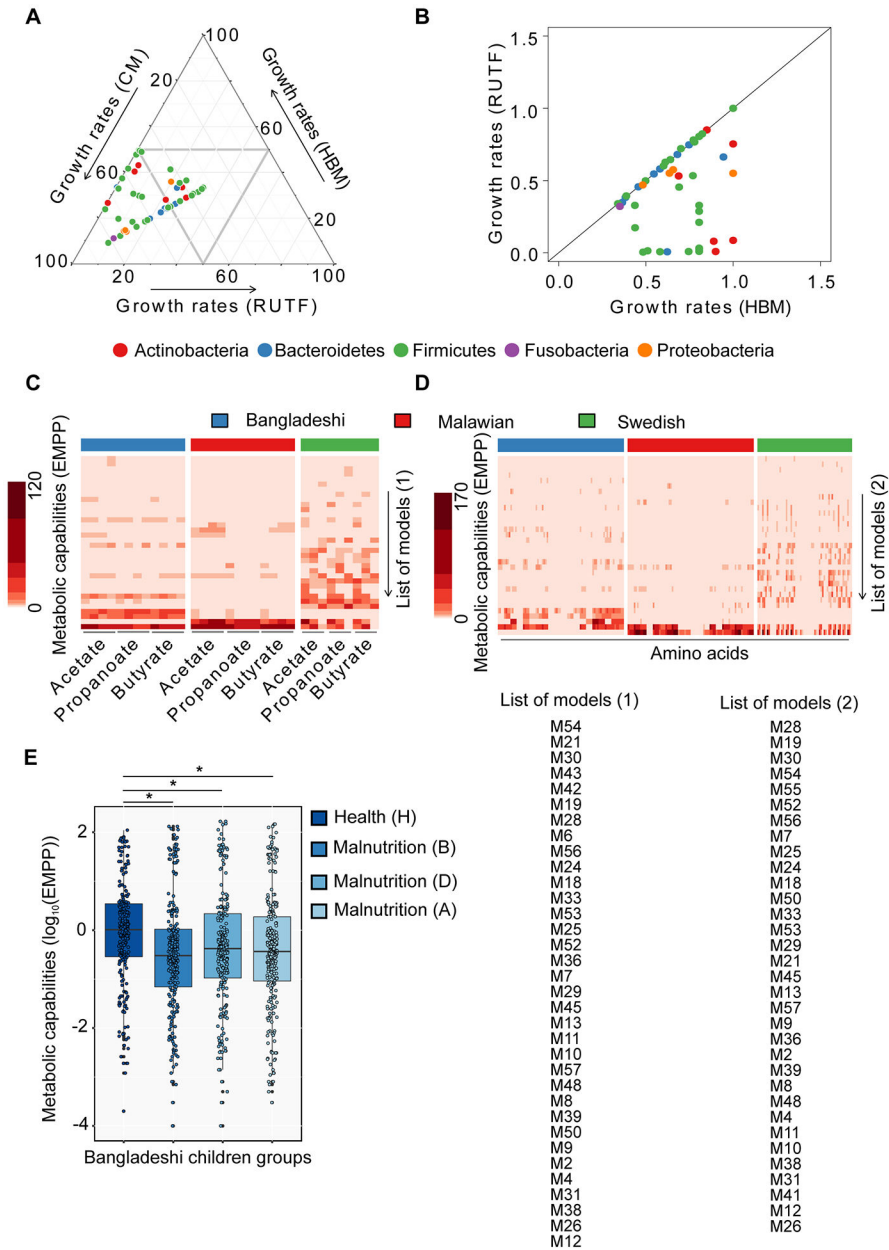 A
100
20
60
60
20
100
20
60
100
Growth rates (CM)
Growth rates (HBM)
Growth rates (RUTF)
B
1.5
1.0
0.5
0.0
0.0
0.5
1.0
1.5
Growth rates (RUTF)
Growth rates (HBM)
Actinobacteria
Bacteroidetes
Firmicutes
Fusobacteria
Proteobacteria
C
D
Bangladeshi
Malawian
Swedish
120
0
Metabolic capabilities (EMPP)
List of models (1)
Acetate
Propanoate
Butyrate
Acetate
Propanoate
Butyrate
Acetate
Propanoate
Butyrate
170
0
Metabolic capabilities (EMPP)
List of models (2)
Amino acids
List of models (1)
M54
M21
M30
M43
M42
M19
M28
M6
M56
M24
M18
M33
M53
M25
M52
M36
M7
M29
M45
M13
M11
M10
M57
M48
M8
M39
M50
M9
M2
M4
M31
M38
M26
M12
List of models (2)
M28
M19
M30
M54
M55
M52
M56
M7
M25
M24
M18
M50
M33
M53
M29
M21
M45
M13
M57
M9
M36
M2
M39
M8
M48
M4
M11
M10
M38
M31
M41
M12
M26
E
*
*
*
2
0
-2
-4
Metabolic capabilities (log₁₀(EMPP))
Bangladeshi children groups
Health (H)
Malnutrition (B)
Malnutrition (D)
Malnutrition (A)